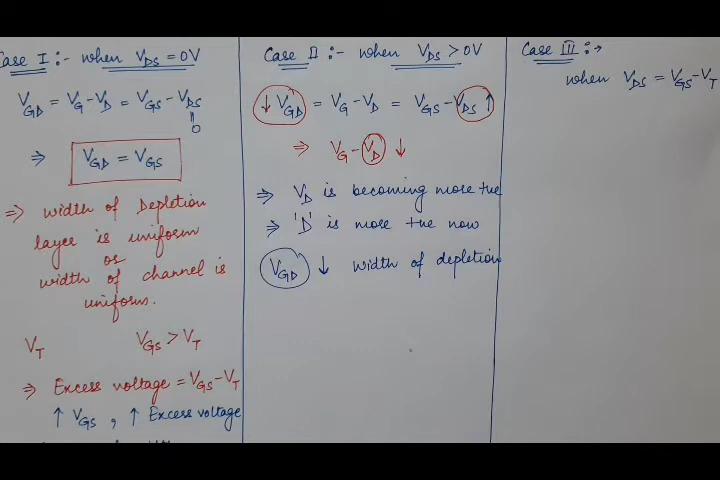 Case I :- when VDS = 0V
VGD = VG - VD = VGS - VDS
=
0
⇒ VGD = VGS
⇒ width of Depletion
layer is uniform
or
width of channel is
uniform.
VT VGS > VT
⇒ Excess voltage = VGS - VT
↑ VGS , ↑ Excess voltage
Case II :- when VDS > 0V
↓ VGD = VG - VD = VGS - VDS ↑
⇒ VG - VD ↓
⇒ VD is becoming more +ve
⇒ 'D' is more +ve now
VGD ↓ width of depletion
Case III :→
when VDS = VGS - VT